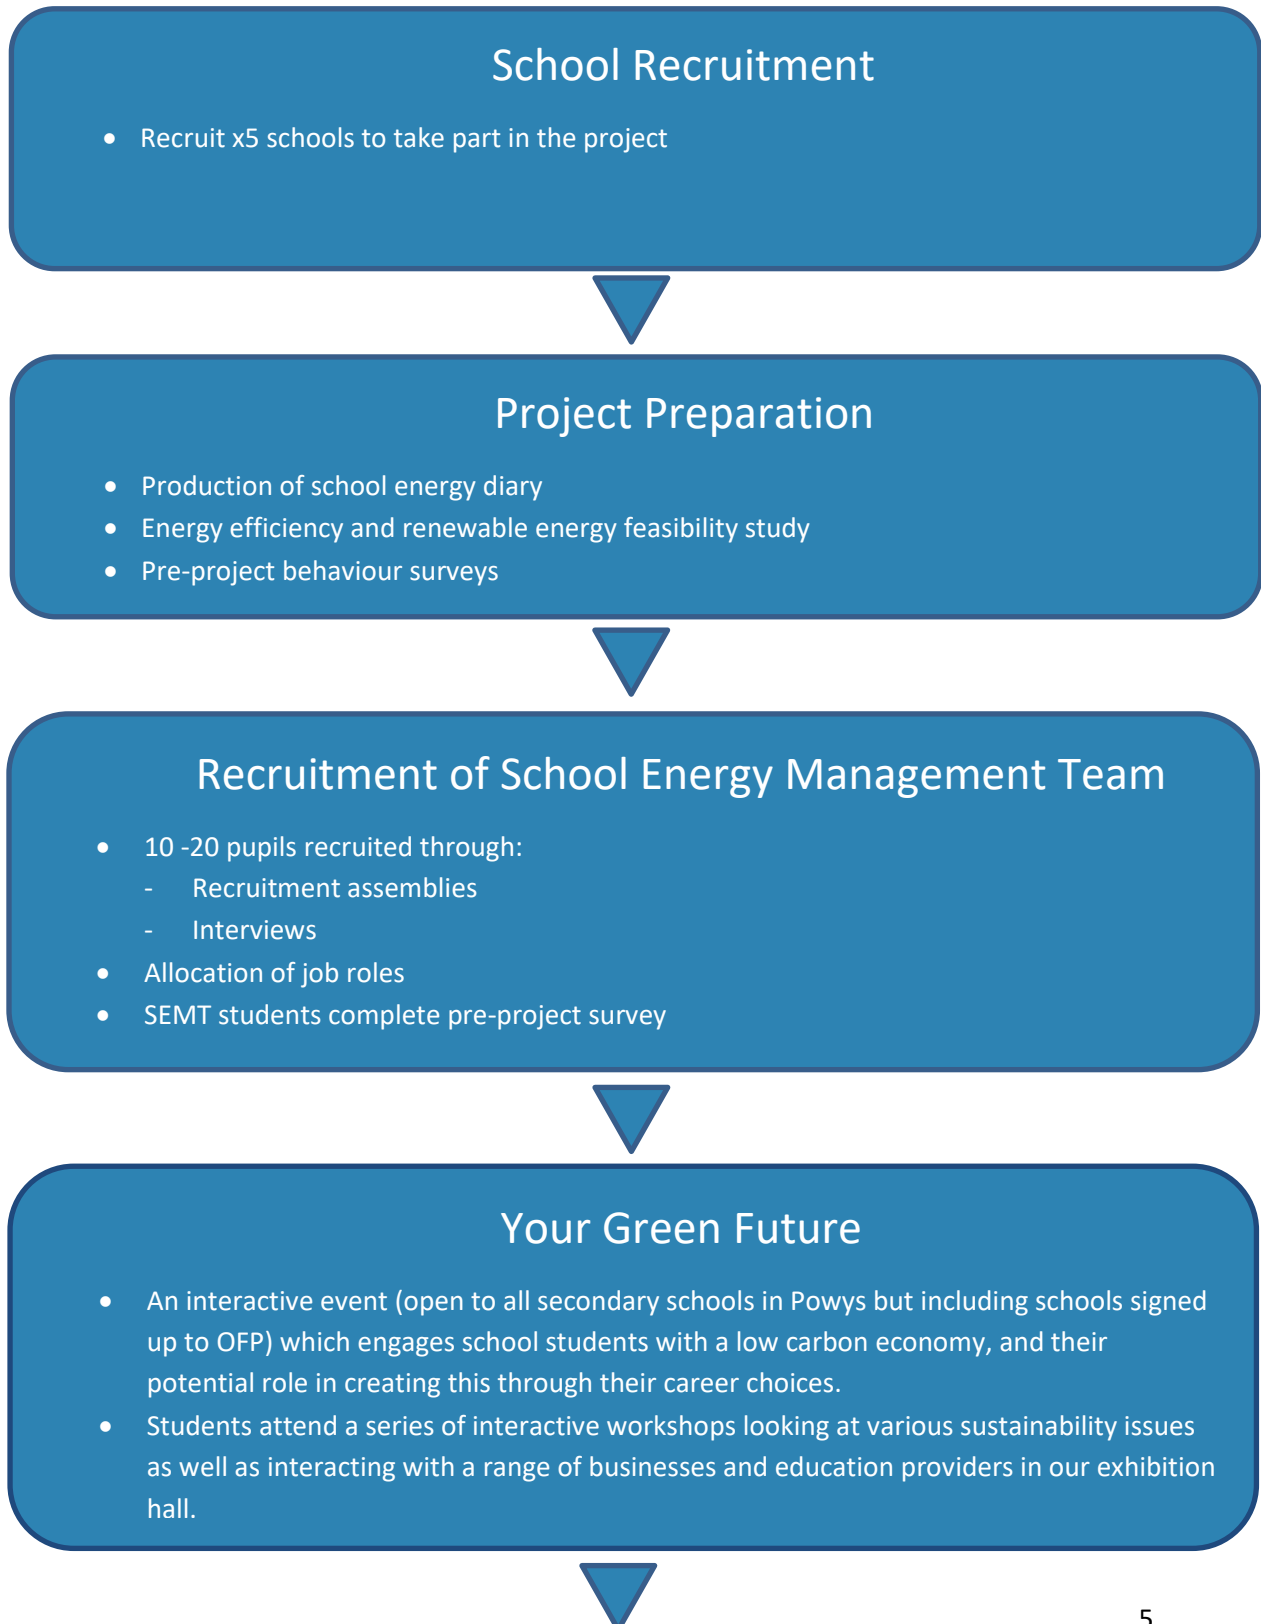 School Recruitment
• Recruit x5 schools to take part in the project
Project Preparation
• Production of school energy diary
• Energy efficiency and renewable energy feasibility study
• Pre-project behaviour surveys
Recruitment of School Energy Management Team
• 10 -20 pupils recruited through:
- Recruitment assemblies
- Interviews
• Allocation of job roles
• SEMT students complete pre-project survey
Your Green Future
• An interactive event (open to all secondary schools in Powys but including schools signed
up to OFP) which engages school students with a low carbon economy, and their
potential role in creating this through their career choices.
• Students attend a series of interactive workshops looking at various sustainability issues
as well as interacting with a range of businesses and education providers in our exhibition
hall.
5